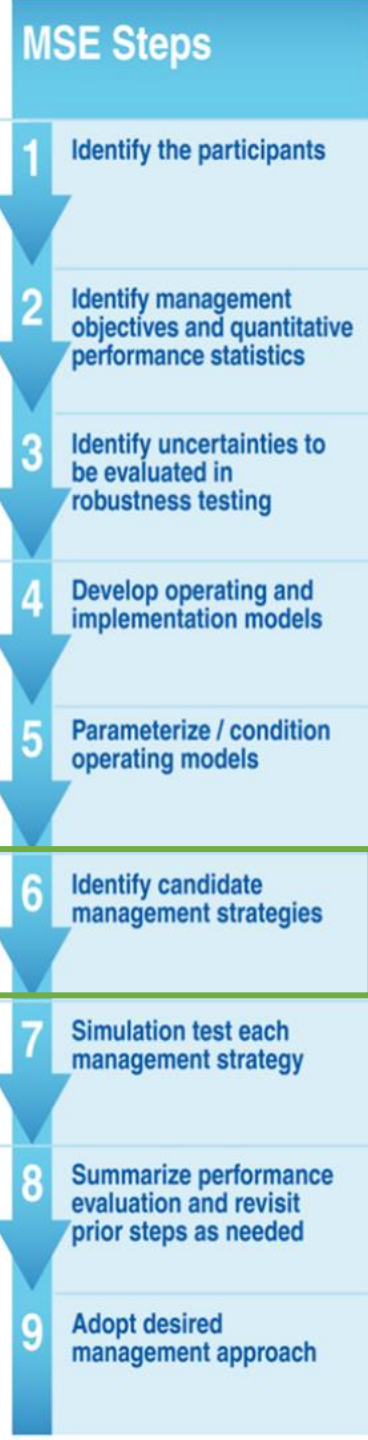 MSE Steps
1
Identify the participants
2
Identify management
objectives and quantitative
performance statistics
3
Identify uncertainties to
be evaluated in
robustness testing
4
Develop operating and
implementation models
5
Parameterize / condition
operating models
6
Identify candidate
management strategies
7
Simulation test each
management strategy
8
Summarize performance
evaluation and revisit
prior steps as needed
9
Adopt desired
management approach